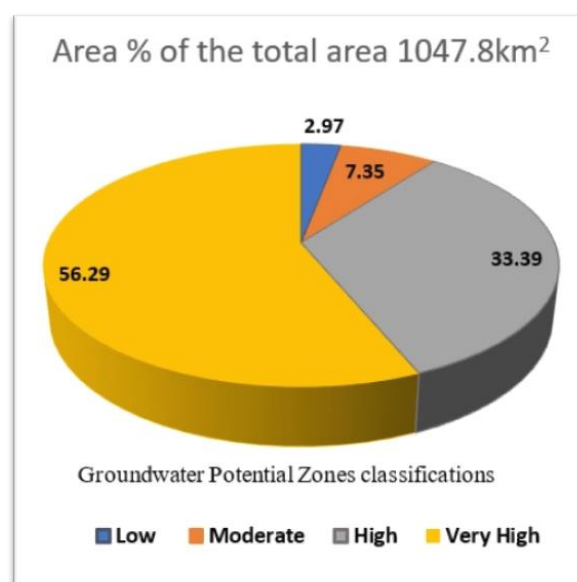 Area % of the total area 1047.8km²
2.97
7.35
33.39
56.29
Groundwater Potential Zones classifications
Low Moderate High Very High